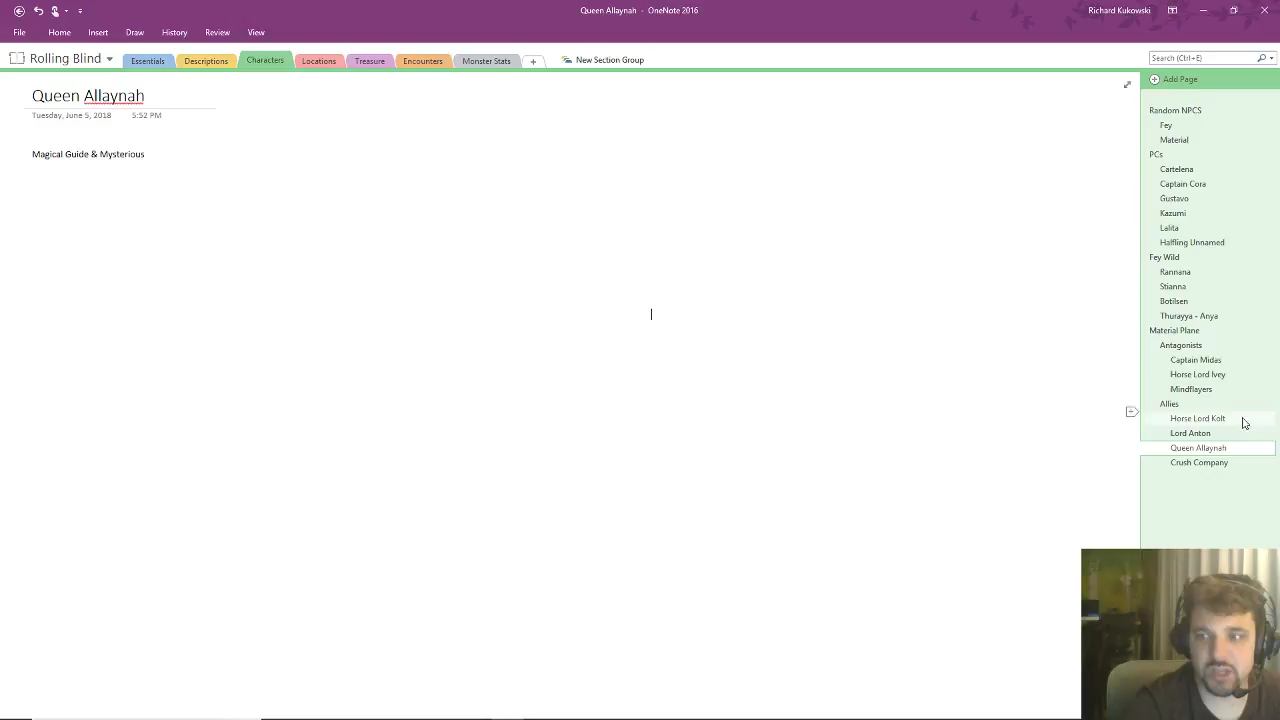 Queen Allaynah - OneNote 2016
Richard Kukowski
File Home Insert Draw History Review View
Rolling Blind
Essentials Descriptions Characters Locations Treasure Encounters Monster Stats + New Section Group
Search (Ctrl+E)
Queen Allaynah
Tuesday, June 5, 2018 5:52 PM
Magical Guide & Mysterious
Add Page
Random NPCS
Fey
Material
PCs
Cartelena
Captain Cora
Gustavo
Kazumi
Lalita
Halfling Unnamed
Fey Wild
Rannana
Stianna
Botilsen
Thurayya - Anya
Material Plane
Antagonists
Captain Midas
Horse Lord Ivey
Mindflayers
Allies
Horse Lord Kolt
Lord Anton
Queen Allaynah
Crush Company